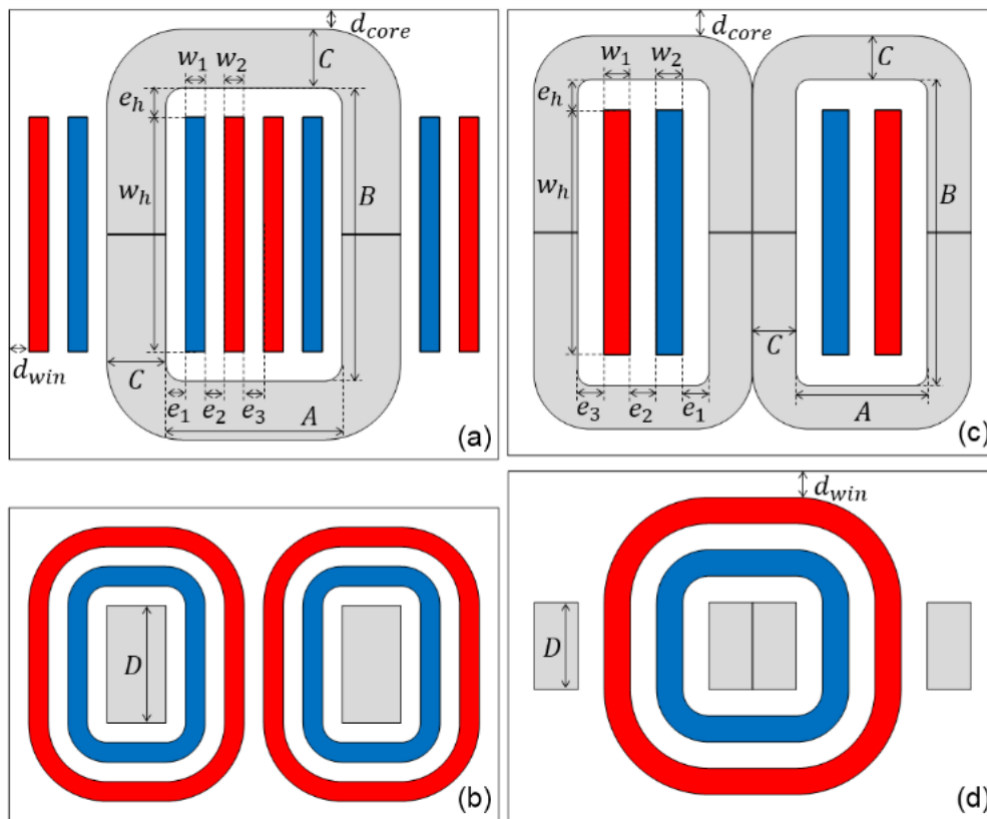 d_core
w_1 w_2 C
e_h
w_h B
d_win C
e_1 e_2 e_3 A
(a)
D
(b)
d_core
w_1 w_2 C
e_h
w_h B
C
e_3 e_2 e_1 A
(c)
d_win
D
(d)